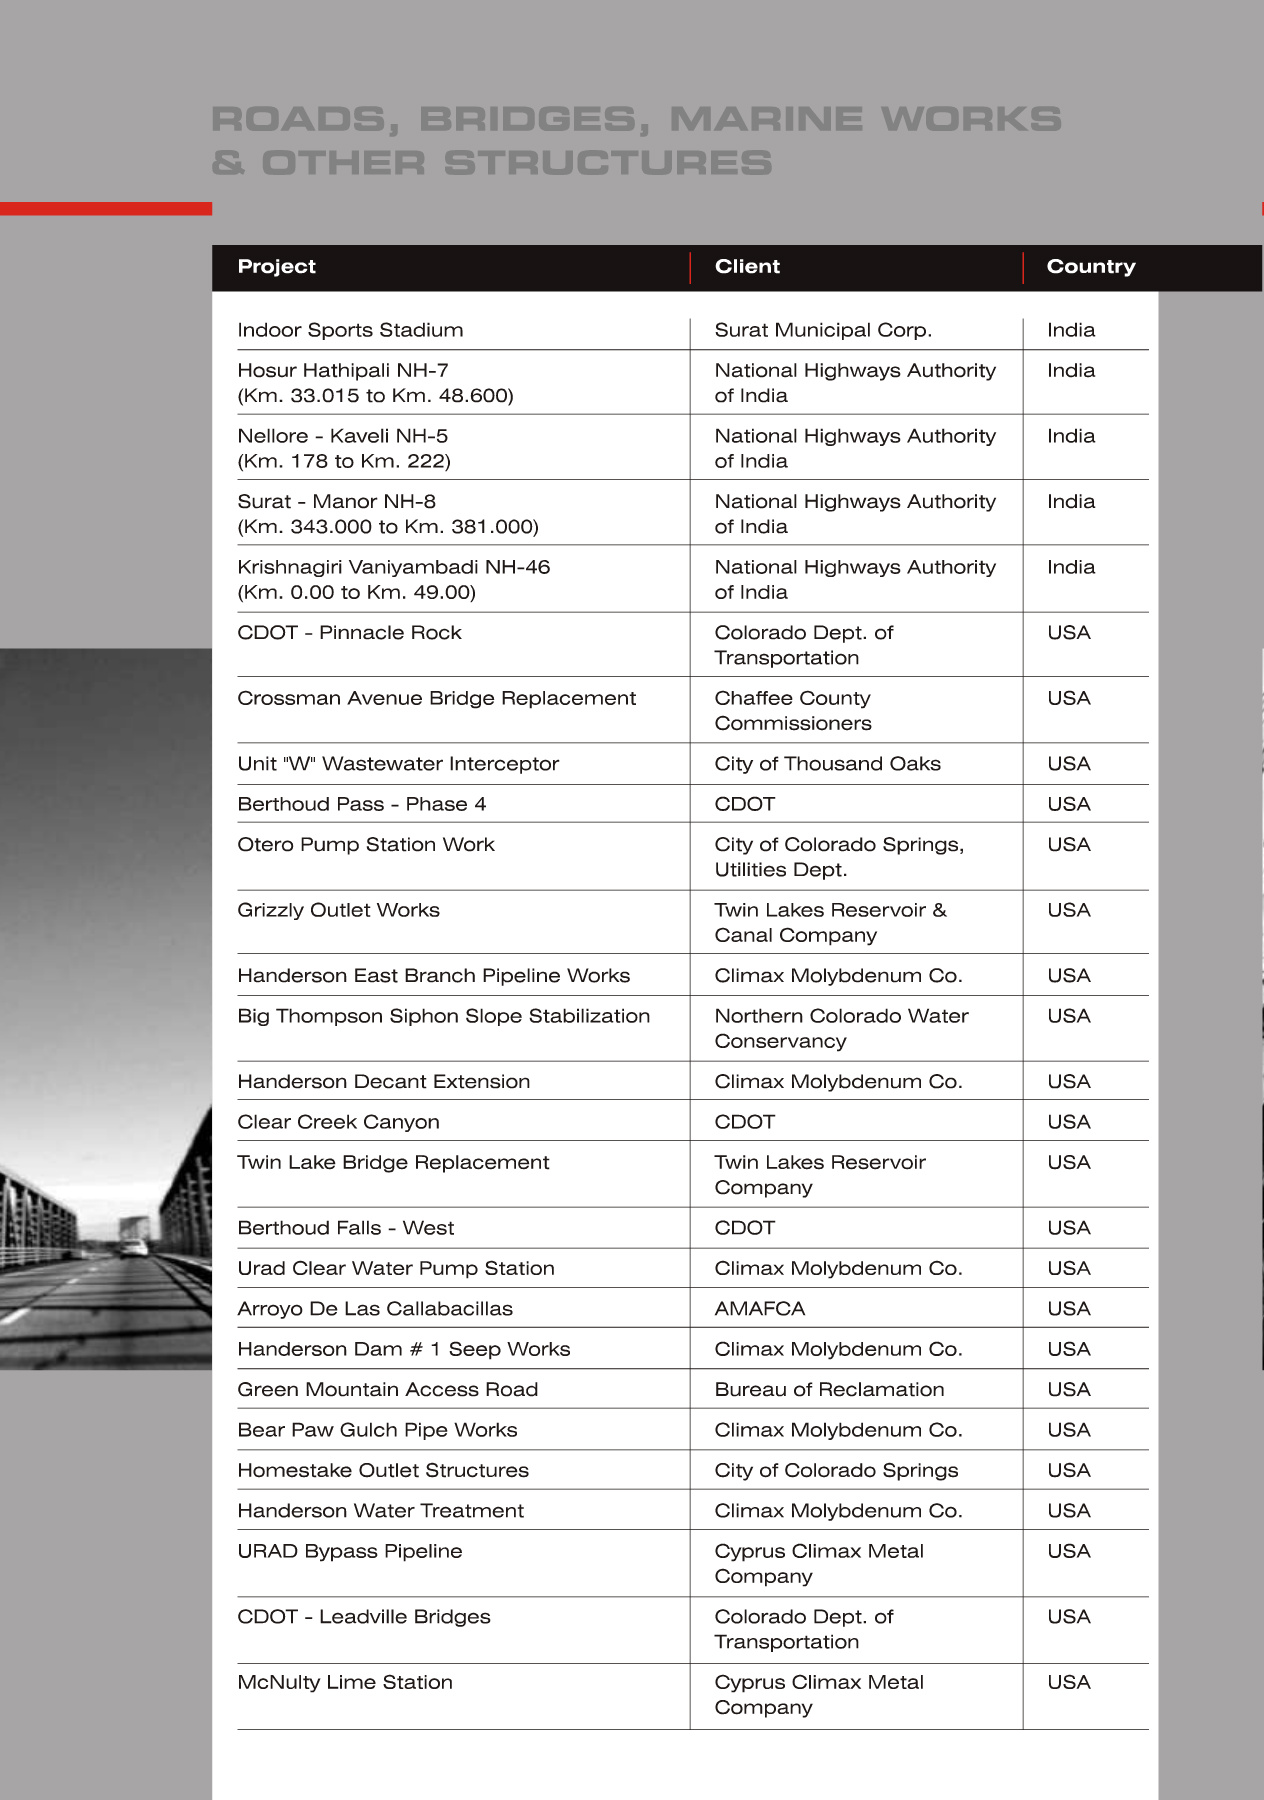 ROADS, BRIDGES, MARINE WORKS
& OTHER STRUCTURES
Project Client Country
Indoor Sports Stadium Surat Municipal Corp. India
Hosur Hathipali NH-7 National Highways Authority India
(Km. 33.015 to Km. 48.600) of India
Nellore - Kaveli NH-5 National Highways Authority India
(Km. 178 to Km. 222) of India
Surat - Manor NH-8 National Highways Authority India
(Km. 343.000 to Km. 381.000) of India
Krishnagiri Vaniyambadi NH-46 National Highways Authority India
(Km. 0.00 to Km. 49.00) of India
CDOT - Pinnacle Rock Colorado Dept. of USA
Transportation
Crossman Avenue Bridge Replacement Chaffee County USA
Commissioners
Unit "W" Wastewater Interceptor City of Thousand Oaks USA
Berthoud Pass - Phase 4 CDOT USA
Otero Pump Station Work City of Colorado Springs, USA
Utilities Dept.
Grizzly Outlet Works Twin Lakes Reservoir & USA
Canal Company
Handerson East Branch Pipeline Works Climax Molybdenum Co. USA
Big Thompson Siphon Slope Stabilization Northern Colorado Water USA
Conservancy
Handerson Decant Extension Climax Molybdenum Co. USA
Clear Creek Canyon CDOT USA
Twin Lake Bridge Replacement Twin Lakes Reservoir USA
Company
Berthoud Falls - West CDOT USA
Urad Clear Water Pump Station Climax Molybdenum Co. USA
Arroyo De Las Callabacillas AMAFCA USA
Handerson Dam # 1 Seep Works Climax Molybdenum Co. USA
Green Mountain Access Road Bureau of Reclamation USA
Bear Paw Gulch Pipe Works Climax Molybdenum Co. USA
Homestake Outlet Structures City of Colorado Springs USA
Handerson Water Treatment Climax Molybdenum Co. USA
URAD Bypass Pipeline Cyprus Climax Metal USA
Company
CDOT - Leadville Bridges Colorado Dept. of USA
Transportation
McNulty Lime Station Cyprus Climax Metal USA
Company